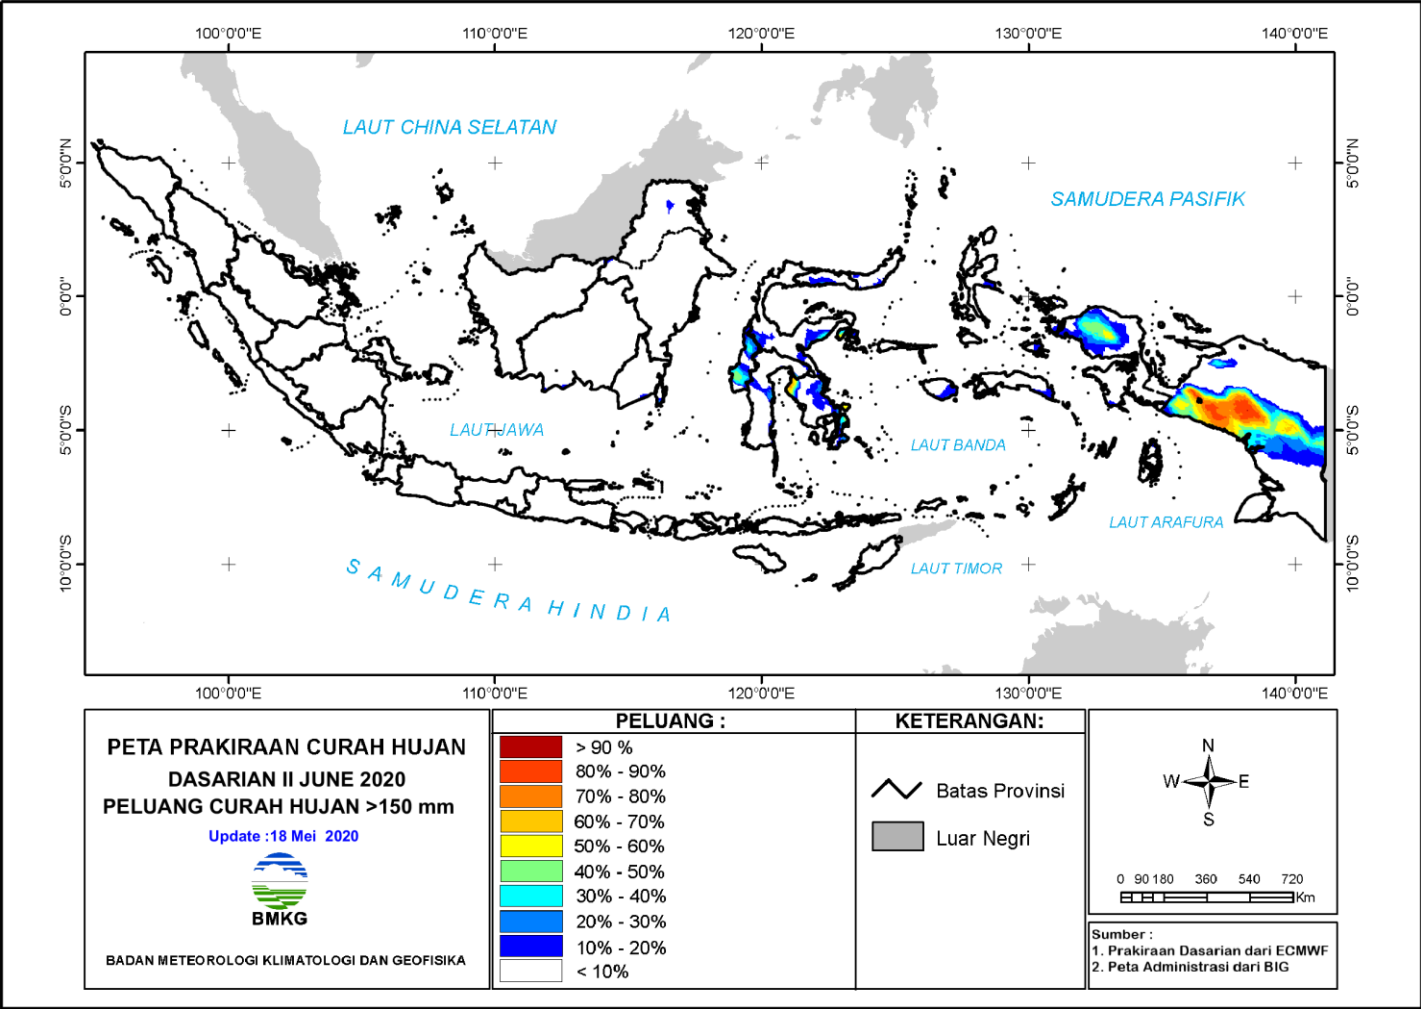 100°0'0"E 110°0'0"E 120°0'0"E 130°0'0"E 140°0'0"E
5°0'0"N
0°0'0"
5°0'0"S
10°0'0"S
LAUT CHINA SELATAN
SAMUDERA PASIFIK
LAUT JAWA
LAUT BANDA
LAUT ARAFURA
LAUT TIMOR
SAMUDERA HINDIA
5°0'0"N
0°0'0"
5°0'0"S
10°0'0"S
100°0'0"E 110°0'0"E 120°0'0"E 130°0'0"E 140°0'0"E
PETA PRAKIRAAN CURAH HUJAN
DASARIAN II JUNE 2020
PELUANG CURAH HUJAN >150 mm
Update :18 Mei 2020
BMKG
BADAN METEOROLOGI KLIMATOLOGI DAN GEOFISIKA
PELUANG :
> 90 %
80% - 90%
70% - 80%
60% - 70%
50% - 60%
40% - 50%
30% - 40%
20% - 30%
10% - 20%
< 10%
KETERANGAN:
Batas Provinsi
Luar Negri
N
W E
S
0 90 180 360 540 720
Km
Sumber :
1. Prakiraan Dasarian dari ECMWF
2. Peta Administrasi dari BIG